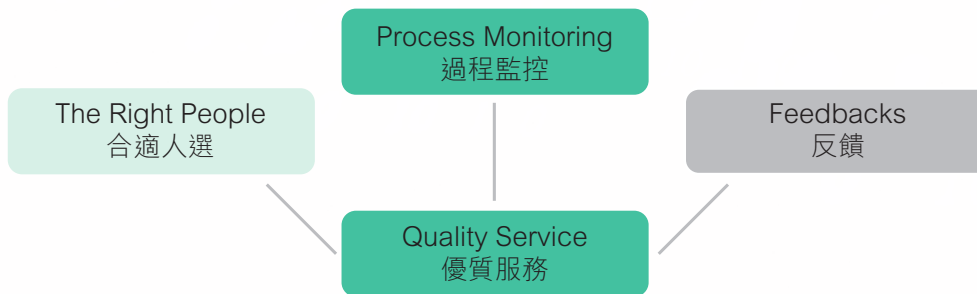 Process Monitoring
過程監控
The Right People
合適人選
Feedbacks
反饋
Quality Service
優質服務